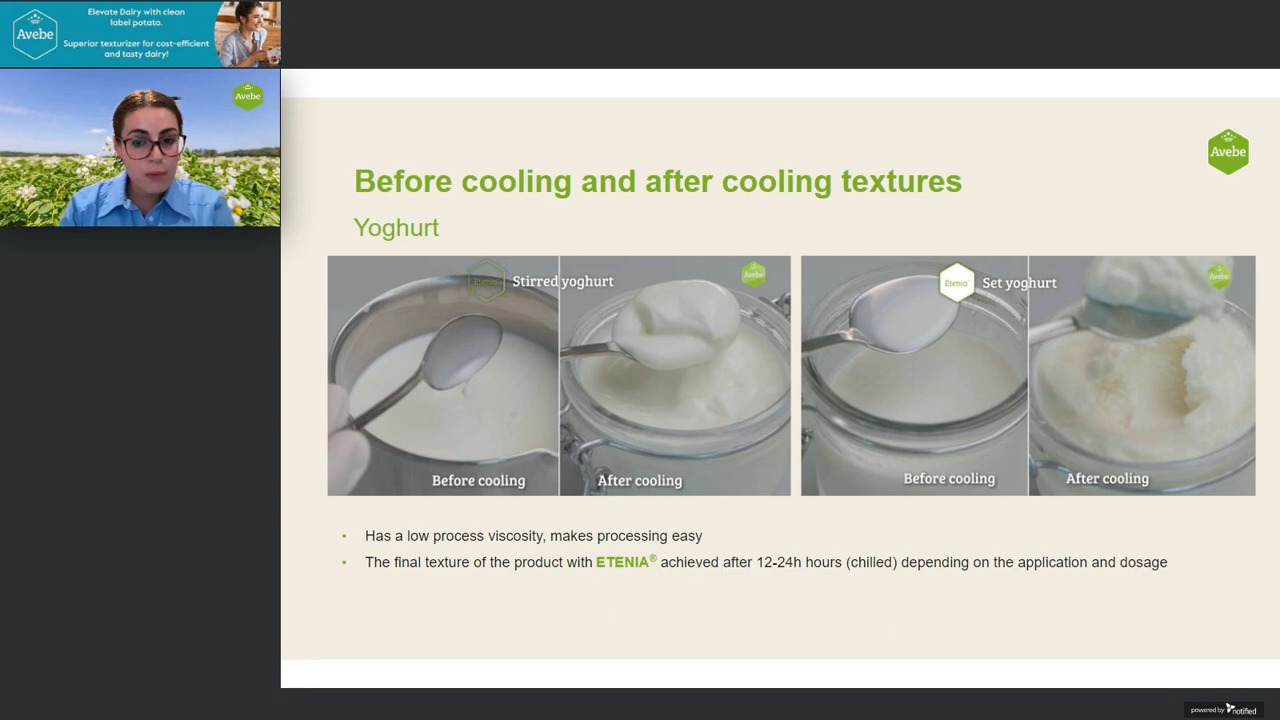 Elevate Dairy with clean
label potato.
Avebe
Superior texturizer for cost-efficient
and tasty dairy!
Avebe
Avebe
Before cooling and after cooling textures
Yoghurt
Etenia
Stirred yoghurt
Avebe
Etenia
Set yoghurt
Avebe
Before cooling
After cooling
Before cooling
After cooling
• Has a low process viscosity, makes processing easy
• The final texture of the product with ETENIA® achieved after 12-24h hours (chilled) depending on the application and dosage
powered by notified